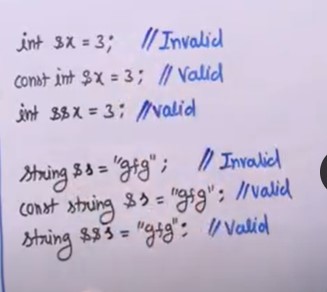 int &x = 3; // Invalid
const int &x = 3; // Valid
int &&x = 3; // Valid
string &s = "gfg"; // Invalid
const string &s = "gfg"; // Valid
string &&s = "gfg"; // Valid